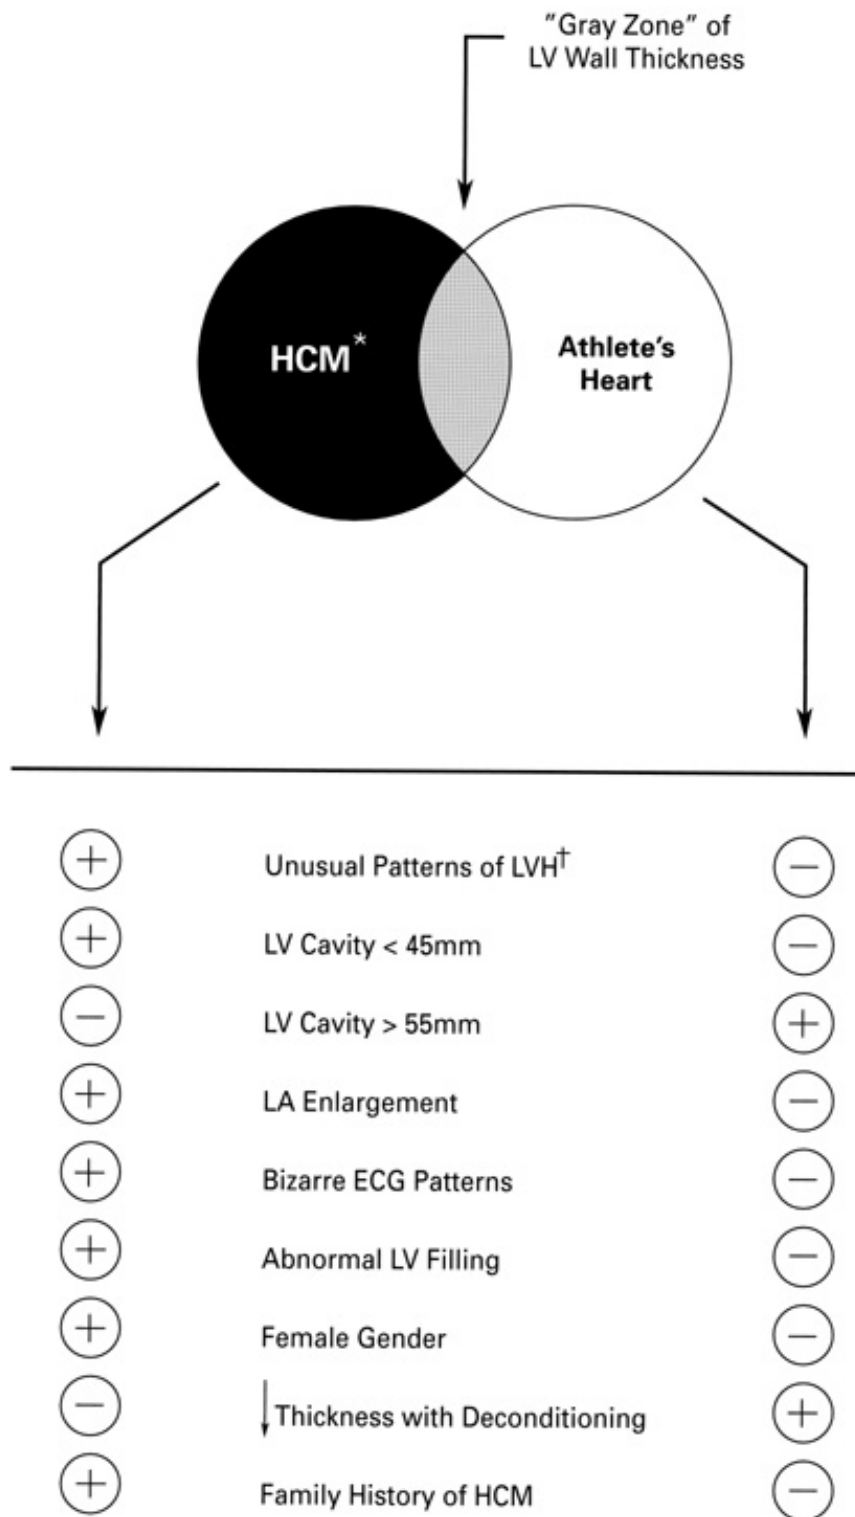 "Gray Zone" of
LV Wall Thickness
HCM*
Athlete's
Heart
+ Unusual Patterns of LVH† −
+ LV Cavity < 45mm −
− LV Cavity > 55mm +
+ LA Enlargement −
+ Bizarre ECG Patterns −
+ Abnormal LV Filling −
+ Female Gender −
− ↓ Thickness with Deconditioning +
+ Family History of HCM −